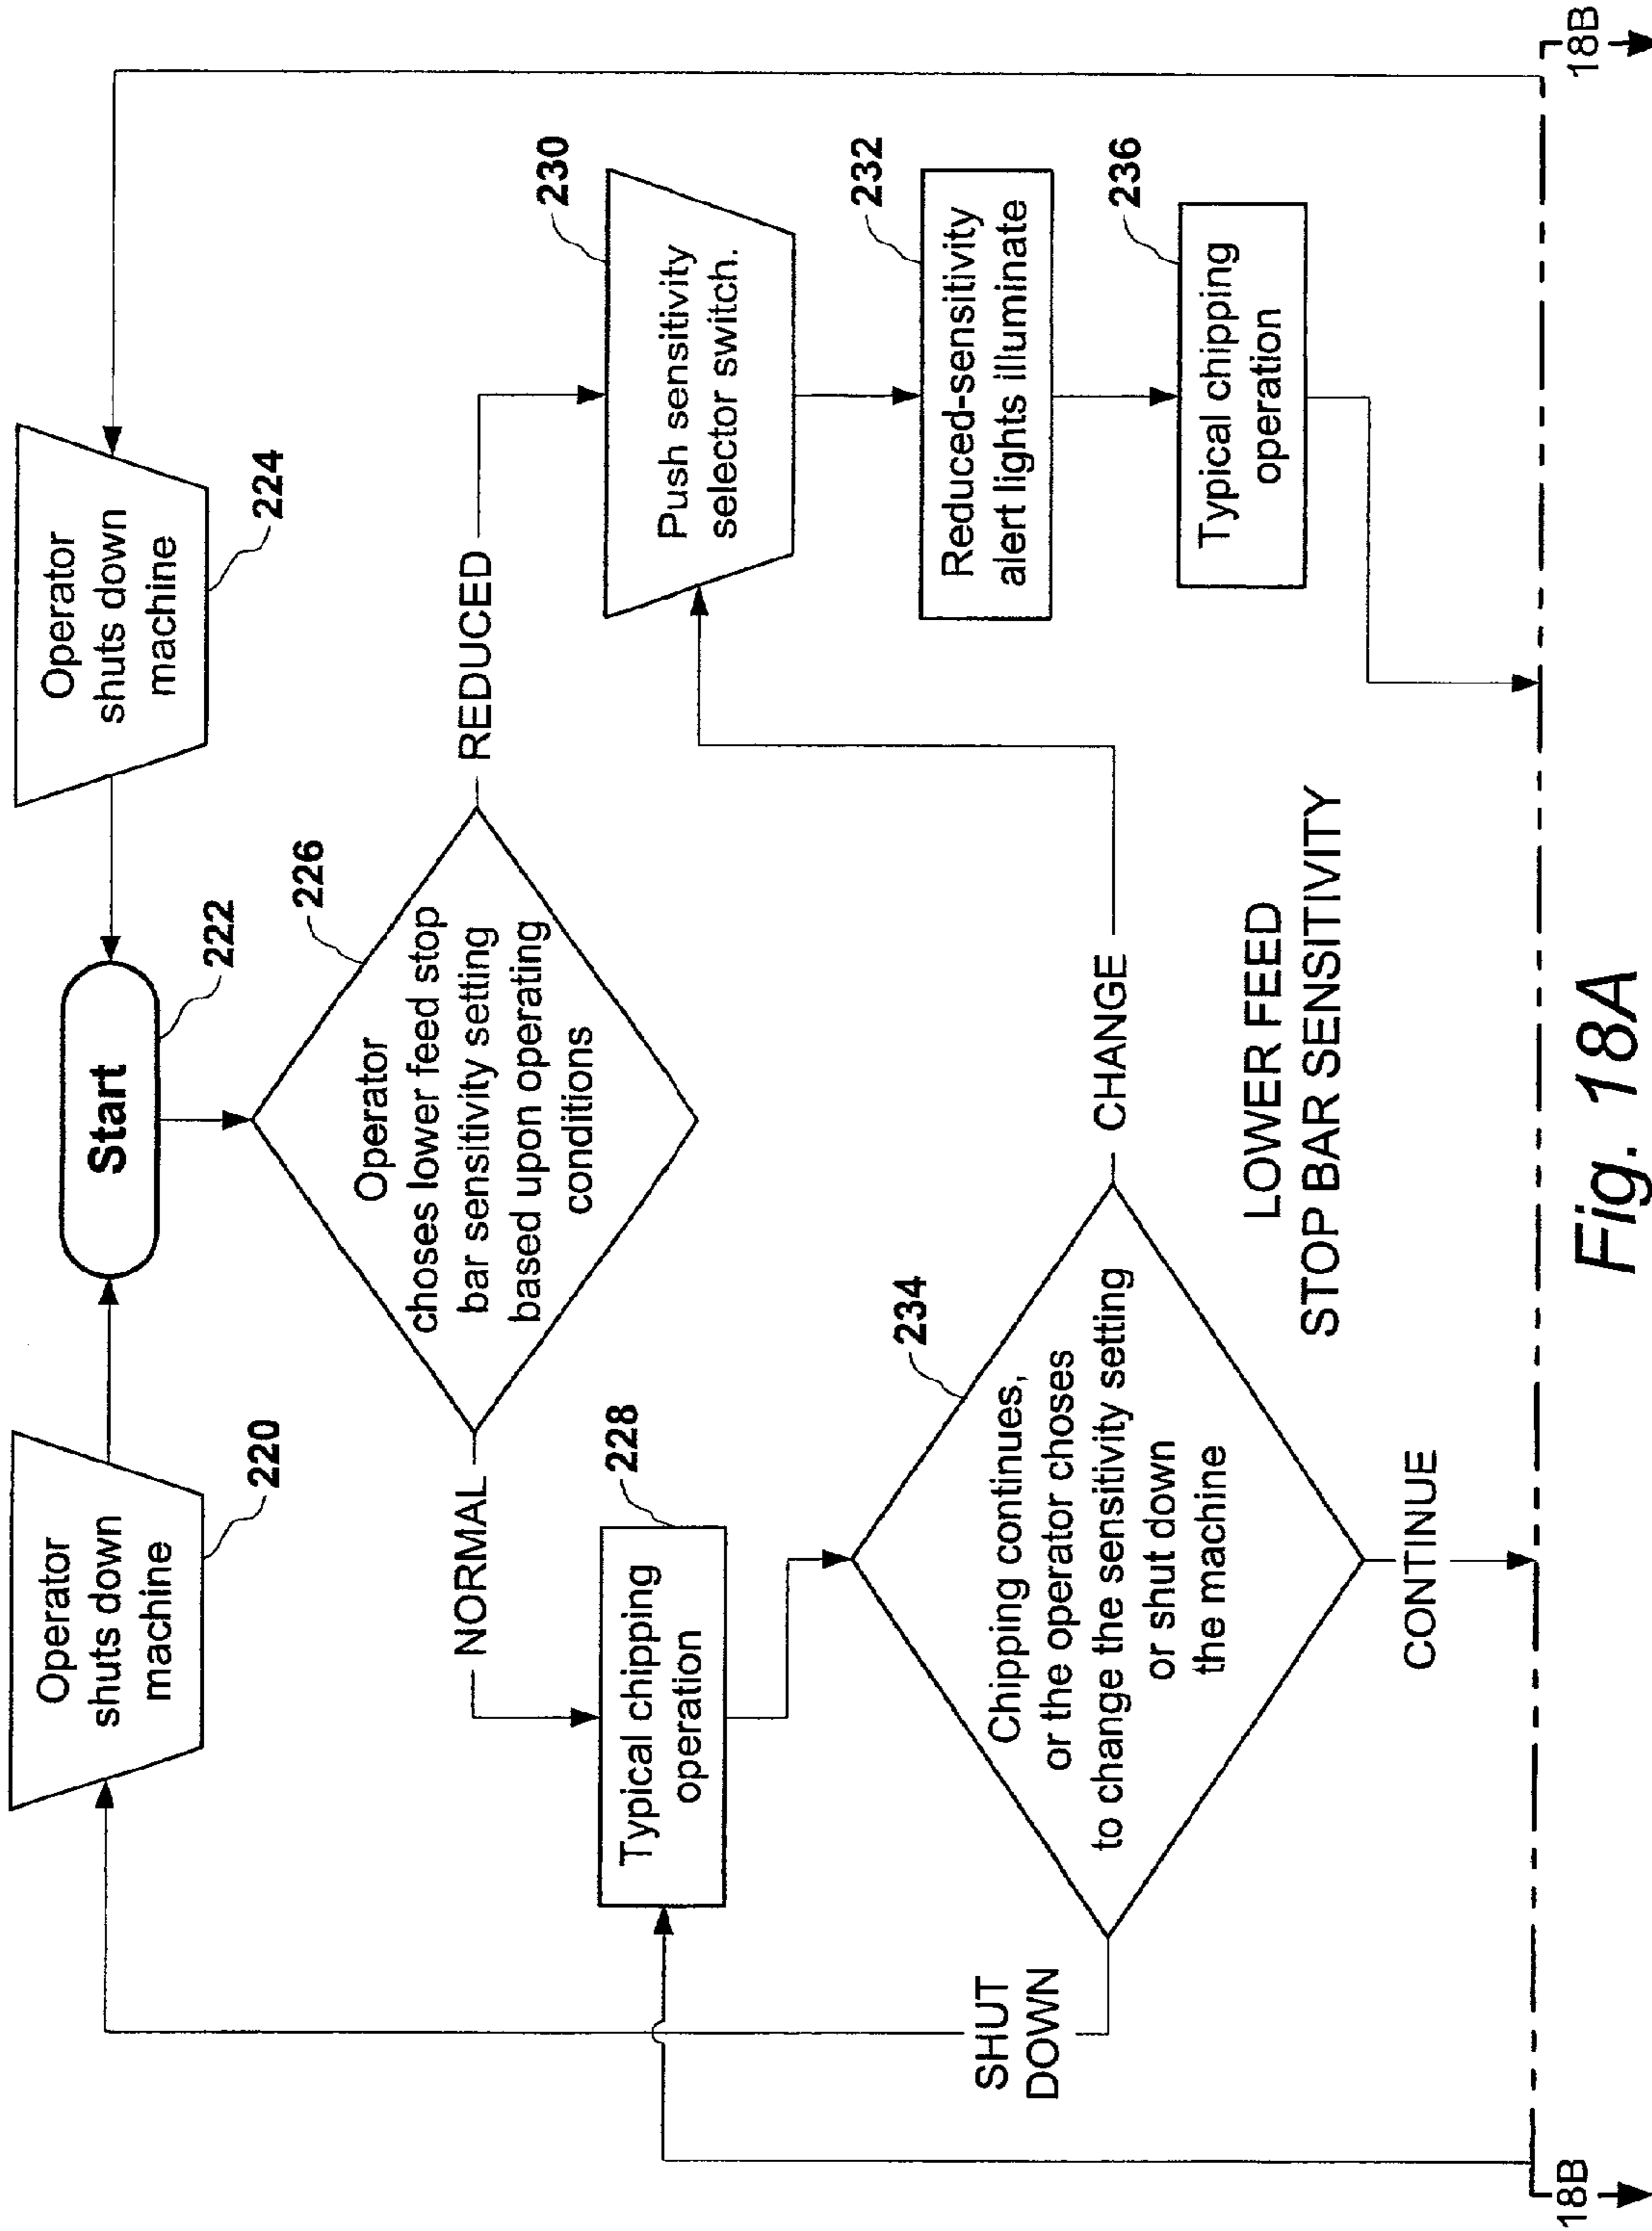 Operator
shuts down
machine
220
Start
222
Operator
shuts down
machine
224
Operator
choses lower feed stop
bar sensitivity setting
based upon operating
conditions
226
NORMAL
REDUCED
Typical chipping
operation
228
Push sensitivity
selector switch.
230
Reduced-sensitivity
alert lights illuminate
232
Chipping continues,
or the operator choses
to change the sensitivity setting
or shut down
the machine
234
Typical chipping
operation
236
SHUT
DOWN
CHANGE
CONTINUE
LOWER FEED
STOP BAR SENSITIVITY
18B
18B
Fig. 18A